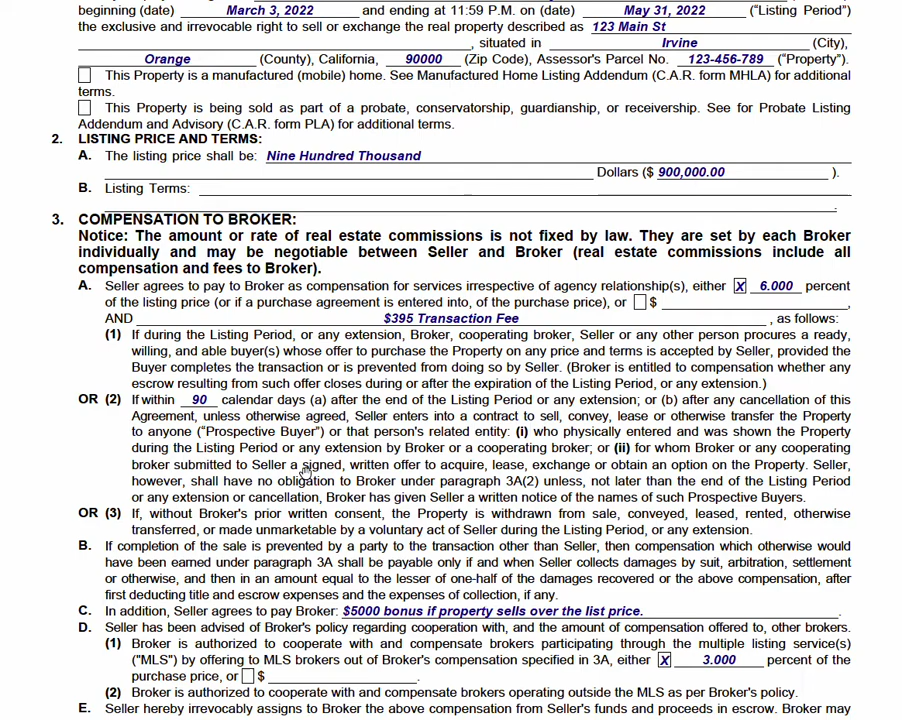 beginning (date) March 3, 2022 and ending at 11:59 P.M. on (date) May 31, 2022 ("Listing Period")
the exclusive and irrevocable right to sell or exchange the real property described as 123 Main St
, situated in Irvine (City),
Orange (County), California, 90000 (Zip Code), Assessor's Parcel No. 123-456-789 ("Property").
This Property is a manufactured (mobile) home. See Manufactured Home Listing Addendum (C.A.R. form MHLA) for additional
terms.
This Property is being sold as part of a probate, conservatorship, guardianship, or receivership. See for Probate Listing
Addendum and Advisory (C.A.R. form PLA) for additional terms.
2. LISTING PRICE AND TERMS:
A. The listing price shall be: Nine Hundred Thousand
Dollars ($ 900,000.00 ).
B. Listing Terms:
.
3. COMPENSATION TO BROKER:
Notice: The amount or rate of real estate commissions is not fixed by law. They are set by each Broker
individually and may be negotiable between Seller and Broker (real estate commissions include all
compensation and fees to Broker).
A. Seller agrees to pay to Broker as compensation for services irrespective of agency relationship(s), either X 6.000 percent
of the listing price (or if a purchase agreement is entered into, of the purchase price), or $ ,
AND $395 Transaction Fee , as follows:
(1) If during the Listing Period, or any extension, Broker, cooperating broker, Seller or any other person procures a ready,
willing, and able buyer(s) whose offer to purchase the Property on any price and terms is accepted by Seller, provided the
Buyer completes the transaction or is prevented from doing so by Seller. (Broker is entitled to compensation whether any
escrow resulting from such offer closes during or after the expiration of the Listing Period, or any extension.)
OR (2) If within 90 calendar days (a) after the end of the Listing Period or any extension; or (b) after any cancellation of this
Agreement, unless otherwise agreed, Seller enters into a contract to sell, convey, lease or otherwise transfer the Property
to anyone ("Prospective Buyer") or that person's related entity: (i) who physically entered and was shown the Property
during the Listing Period or any extension by Broker or a cooperating broker; or (ii) for whom Broker or any cooperating
broker submitted to Seller a signed, written offer to acquire, lease, exchange or obtain an option on the Property. Seller,
however, shall have no obligation to Broker under paragraph 3A(2) unless, not later than the end of the Listing Period
or any extension or cancellation, Broker has given Seller a written notice of the names of such Prospective Buyers.
OR (3) If, without Broker's prior written consent, the Property is withdrawn from sale, conveyed, leased, rented, otherwise
transferred, or made unmarketable by a voluntary act of Seller during the Listing Period, or any extension.
B. If completion of the sale is prevented by a party to the transaction other than Seller, then compensation which otherwise would
have been earned under paragraph 3A shall be payable only if and when Seller collects damages by suit, arbitration, settlement
or otherwise, and then in an amount equal to the lesser of one-half of the damages recovered or the above compensation, after
first deducting title and escrow expenses and the expenses of collection, if any.
C. In addition, Seller agrees to pay Broker: $5000 bonus if property sells over the list price. .
D. Seller has been advised of Broker's policy regarding cooperation with, and the amount of compensation offered to, other brokers.
(1) Broker is authorized to cooperate with and compensate brokers participating through the multiple listing service(s)
("MLS") by offering to MLS brokers out of Broker's compensation specified in 3A, either X 3.000 percent of the
purchase price, or $ .
(2) Broker is authorized to cooperate with and compensate brokers operating outside the MLS as per Broker's policy.
E. Seller hereby irrevocably assigns to Broker the above compensation from Seller's funds and proceeds in escrow. Broker may